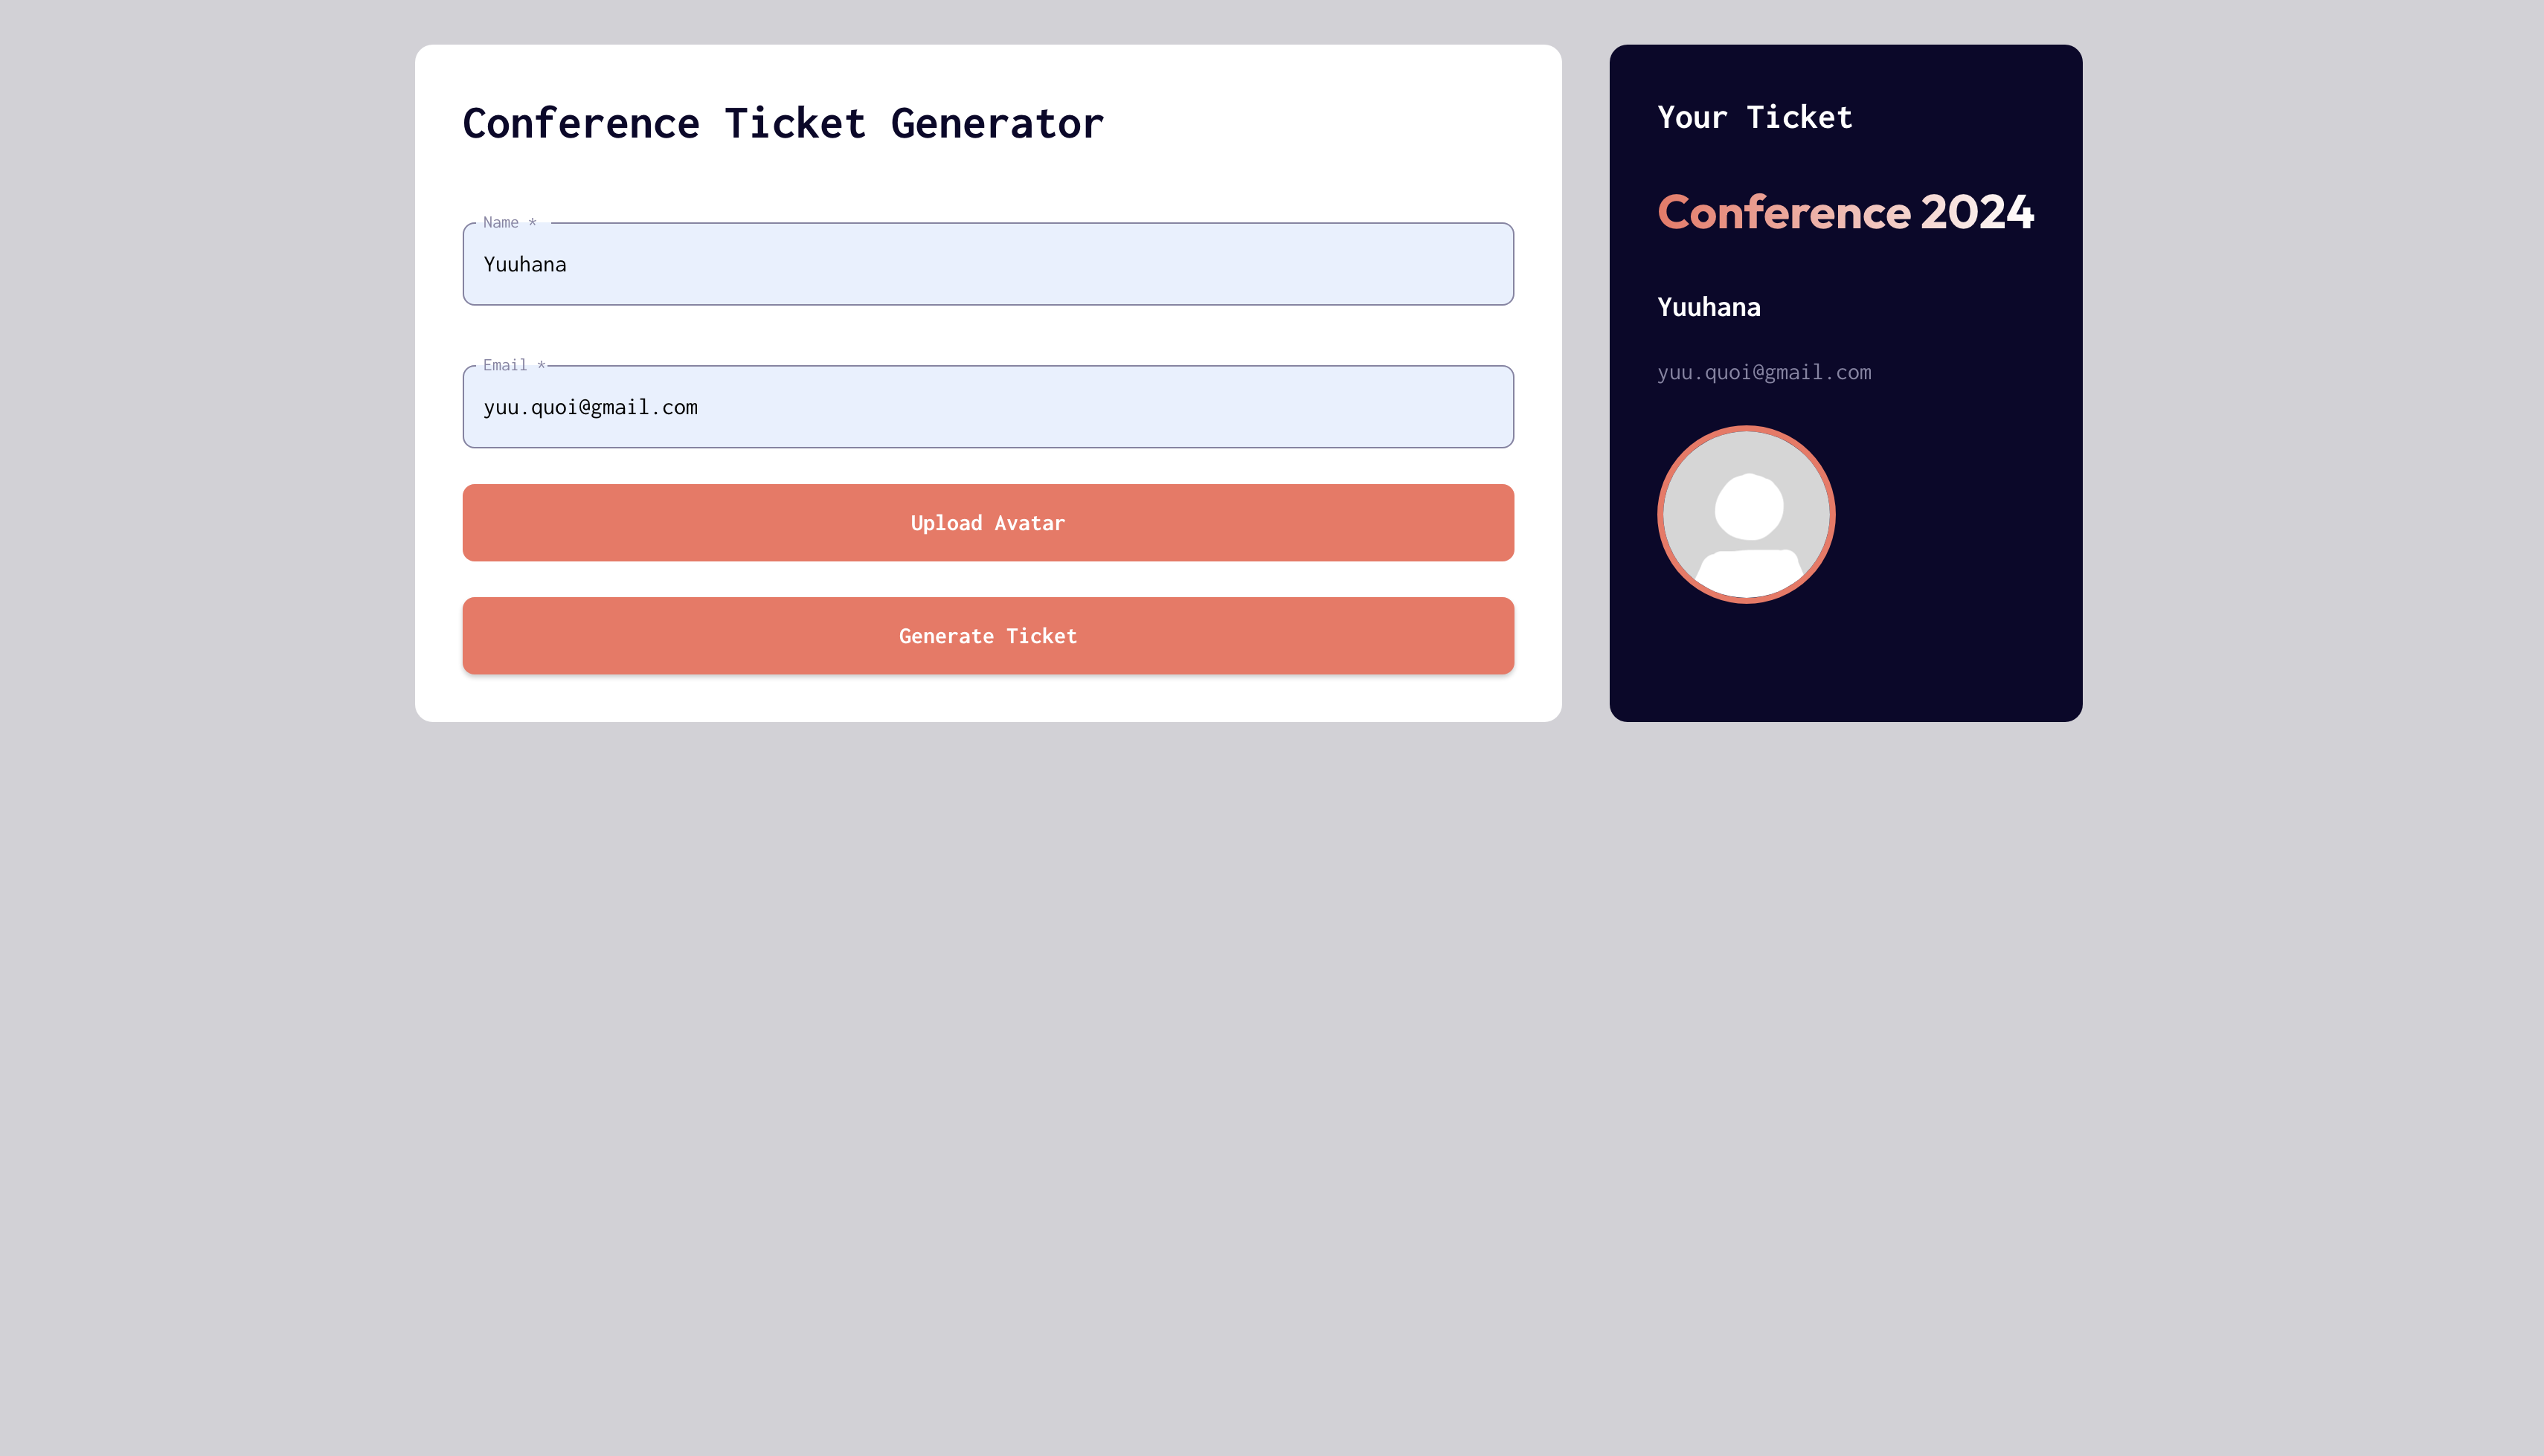 Conference Ticket Generator
Name *
Yuuhana
Email *
yuu.quoi@gmail.com
Upload Avatar
Generate Ticket
Your Ticket
Conference 2024
Yuuhana
yuu.quoi@gmail.com